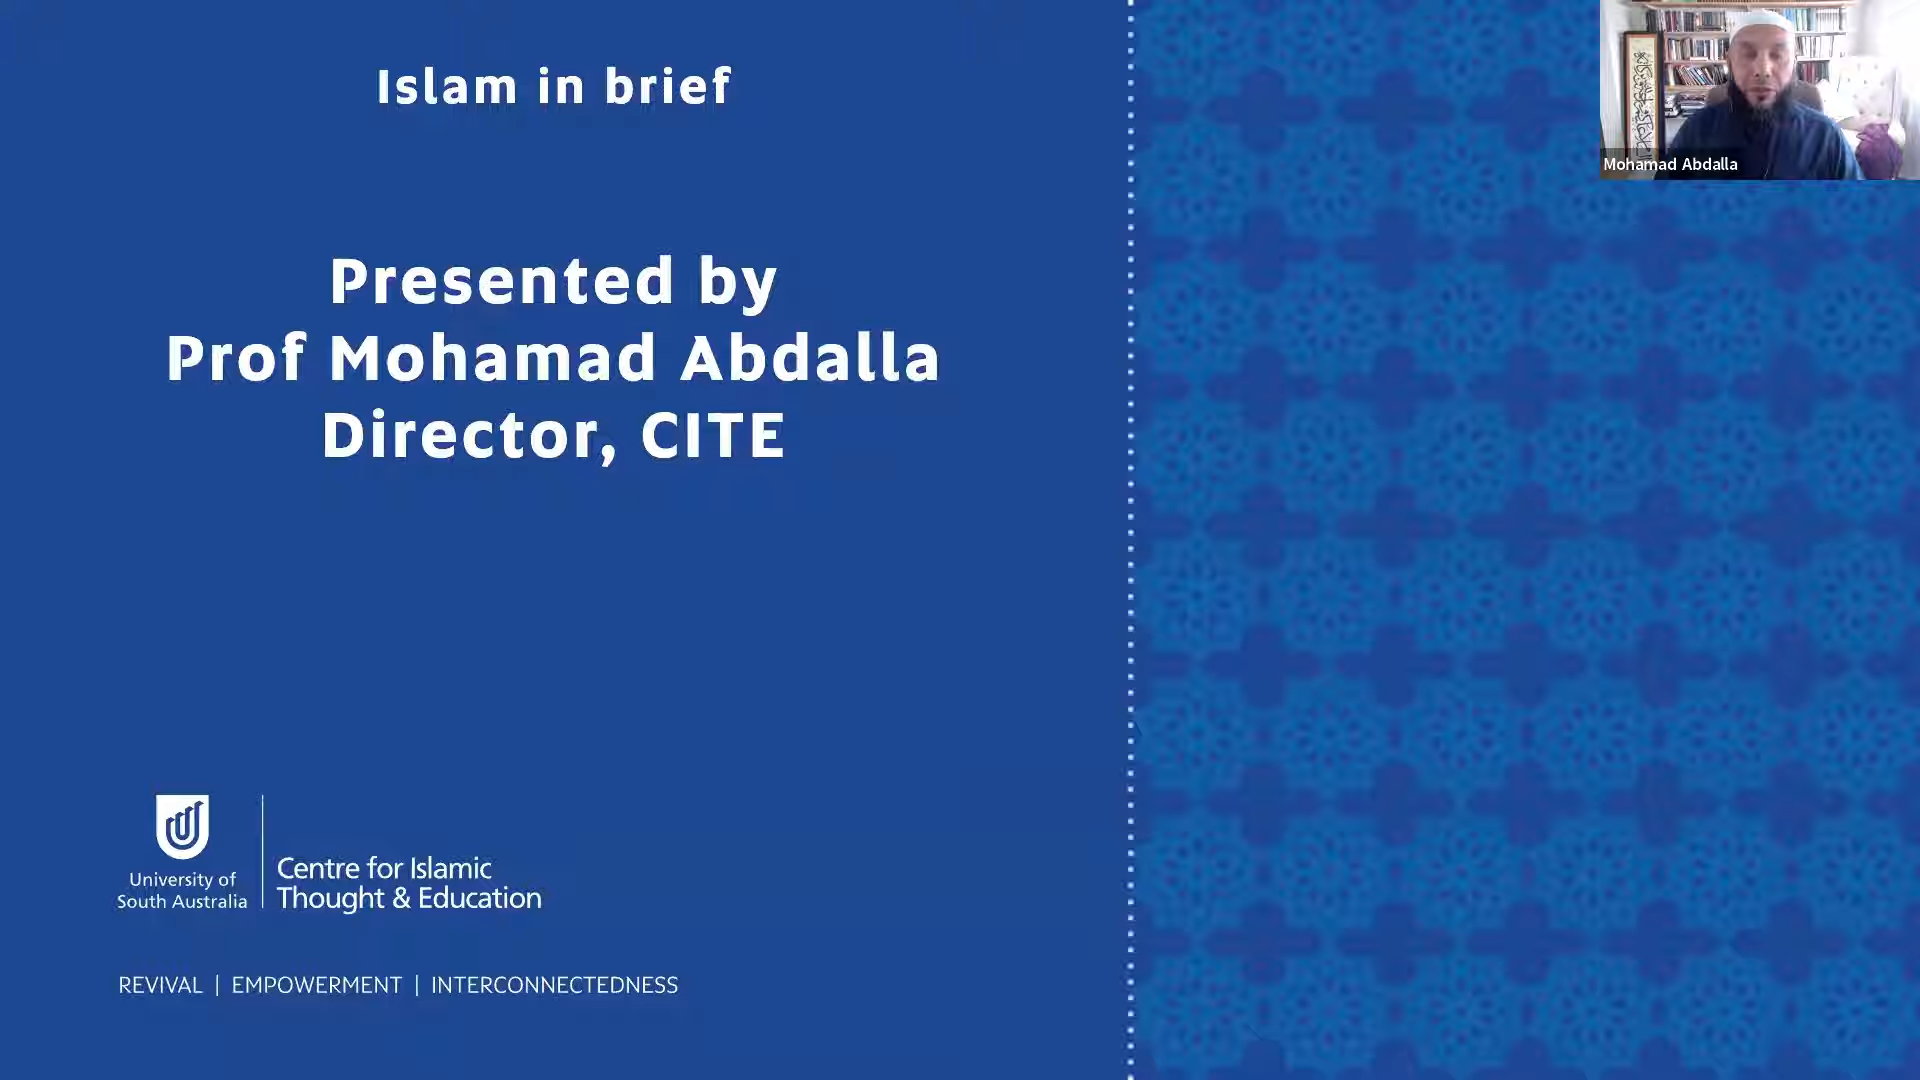 Islam in brief
Presented by
Prof Mohamad Abdalla
Director, CITE
Mohamad Abdalla
University of
South Australia
Centre for Islamic
Thought & Education
REVIVAL | EMPOWERMENT | INTERCONNECTEDNESS